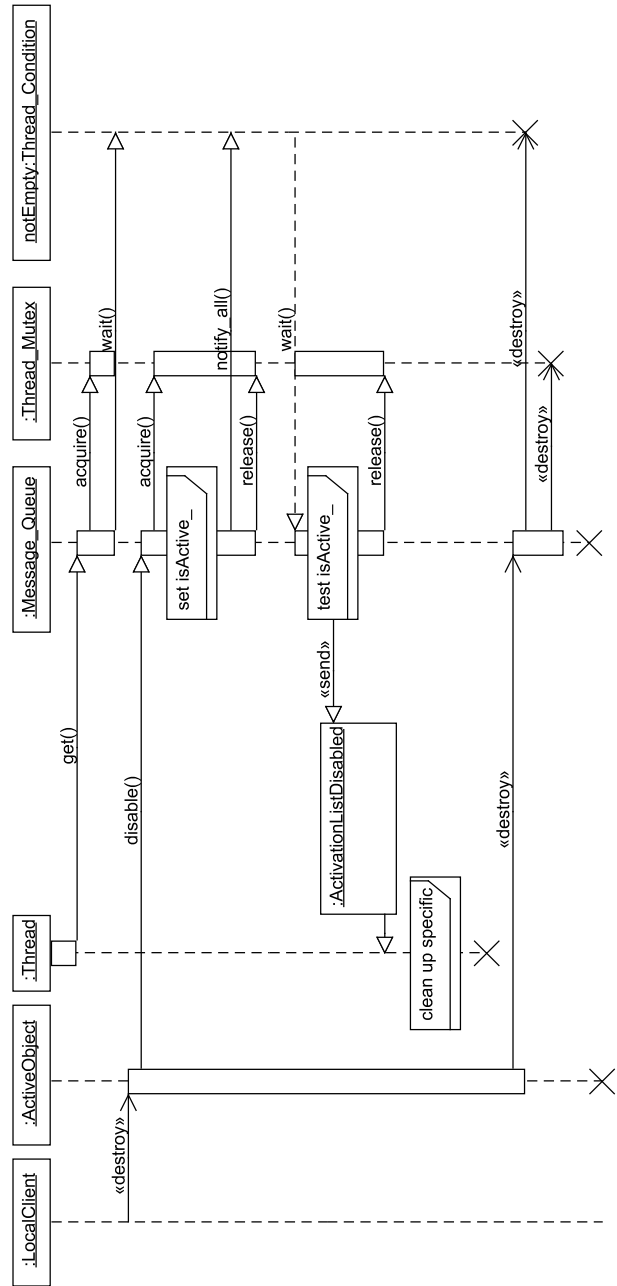 :LocalClient
:ActiveObject
:Thread
:Message_Queue
:Thread_Mutex
notEmpty:Thread_Condition
get()
acquire()
wait()
«destroy»
disable()
acquire()
set isActive_
notify_all()
release()
wait()
test isActive_
«send»
:ActivationListDisabled
release()
clean up specific
«destroy»
«destroy»
«destroy»